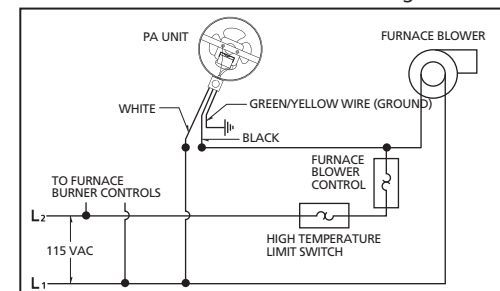 PA UNIT
FURNACE BLOWER
WHITE
GREEN/YELLOW WIRE (GROUND)
BLACK
FURNACE
BLOWER
CONTROL
TO FURNACE
BURNER CONTROLS
L2
HIGH TEMPERATURE
LIMIT SWITCH
115 VAC
L1